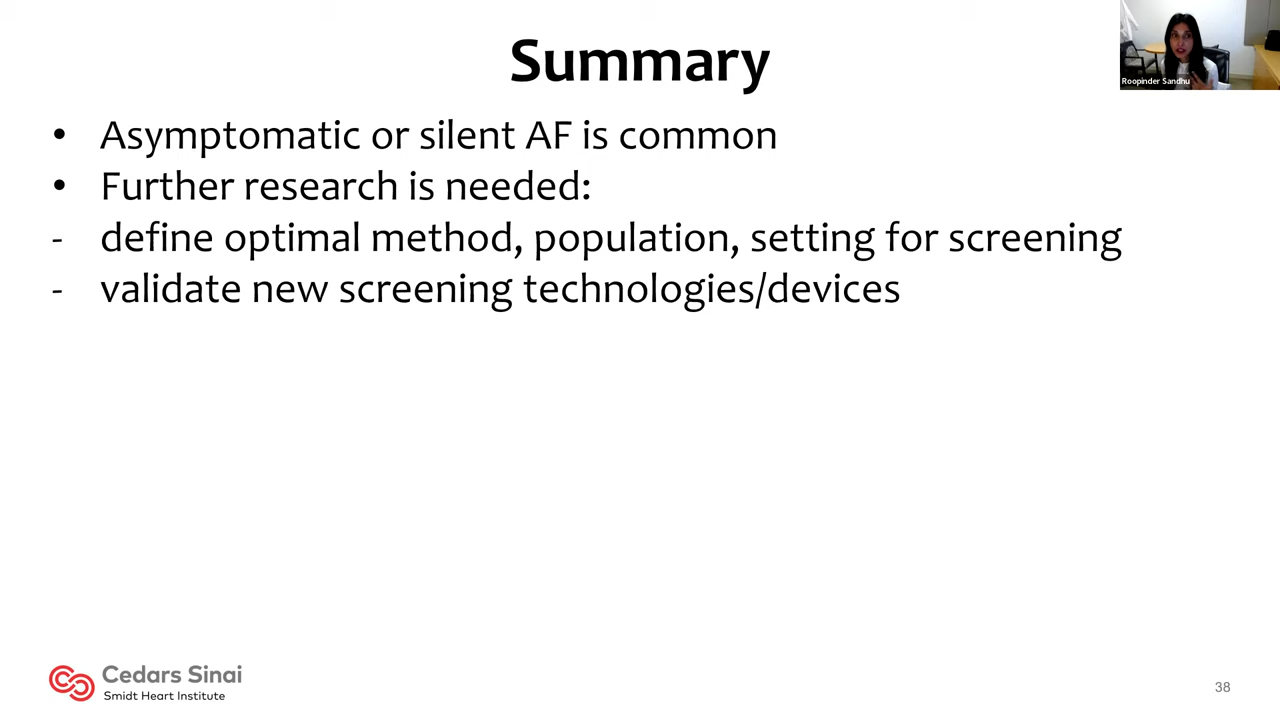 Summary
Roopinder Sandhu
• Asymptomatic or silent AF is common
• Further research is needed:
- define optimal method, population, setting for screening
- validate new screening technologies/devices
Cedars Sinai
Smidt Heart Institute
38